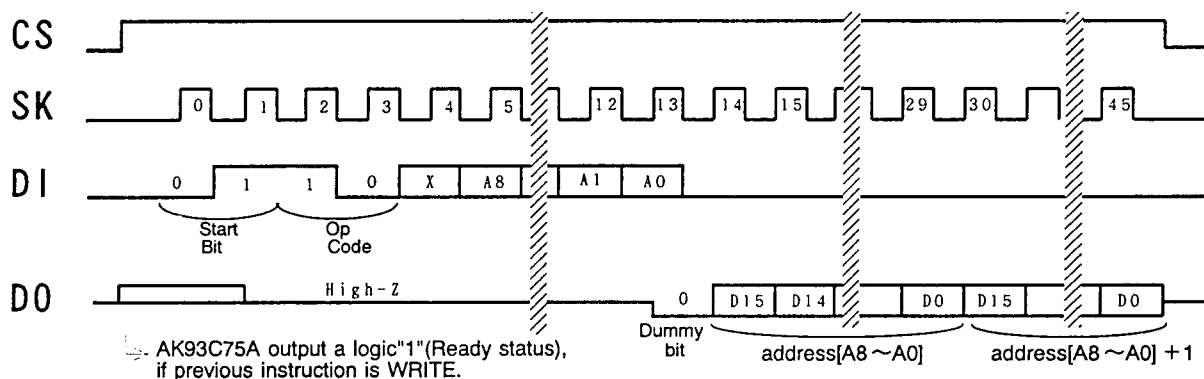 CS
SK 0 1 2 3 4 5 12 13 14 15 29 30 45
DI 0 1 1 0 X A8 A1 A0
Start Bit
Op Code
DO High-Z 0 D15 D14 D0 D15 D0
Dummy bit
address[A8 ~A0]
address[A8 ~A0] +1
AK93C75A output a logic"1"(Ready status),
if previous instruction is WRITE.